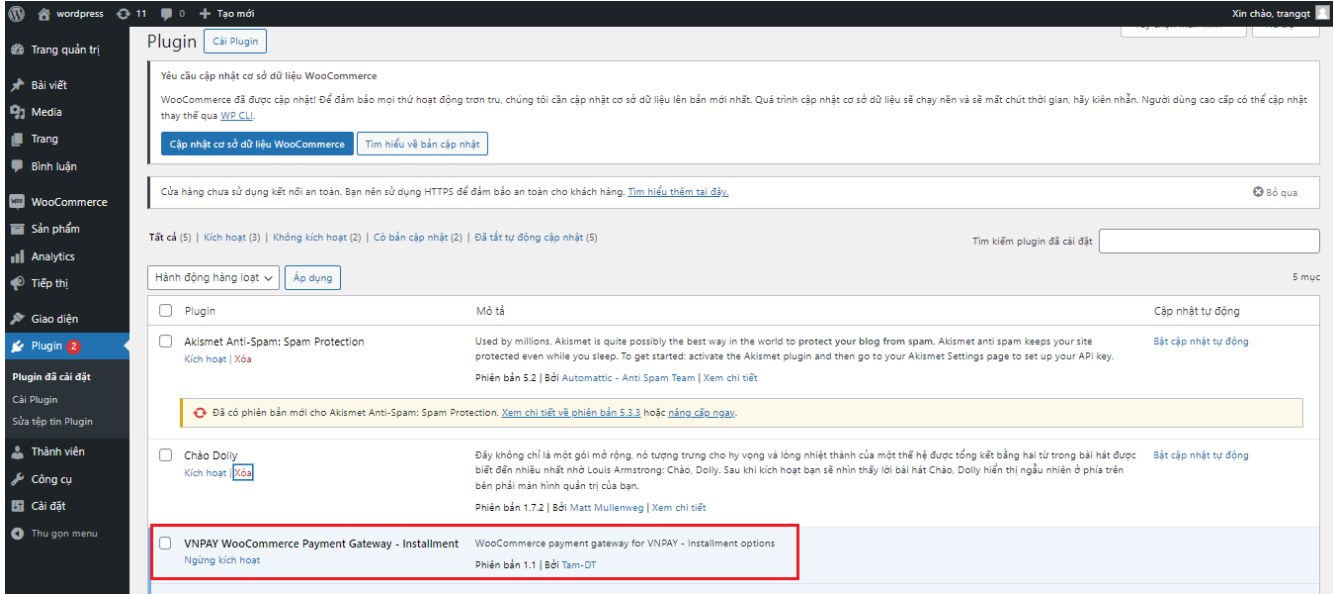 wordpress 11 0 Tạo mới Xin chào, trangqt
Trang quản trị
Bài viết
Media
Trang
Bình luận
WooCommerce
Sản phẩm
Analytics
Tiếp thị
Giao diện
Plugin 2
Plugin đã cài đặt
Cài Plugin
Sửa tệp tin Plugin
Thành viên
Công cụ
Cài đặt
Thu gọn menu
Plugin Cài Plugin
Yêu cầu cập nhật cơ sở dữ liệu WooCommerce
WooCommerce đã được cập nhật! Để đảm bảo mọi thứ hoạt động trơn tru, chúng tôi cần cập nhật cơ sở dữ liệu lên bản mới nhất. Quá trình cập nhật cơ sở dữ liệu sẽ chạy nền và sẽ mất chút thời gian, hãy kiên nhẫn. Người dùng cao cấp có thể cập nhật
thay thế qua WP CLI.
Cập nhật cơ sở dữ liệu WooCommerce Tìm hiểu về bản cập nhật
Cửa hàng chưa sử dụng kết nối an toàn. Bạn nên sử dụng HTTPS để đảm bảo an toàn cho khách hàng. Tìm hiểu thêm tại đây. Bỏ qua
Tất cả (5) | Kích hoạt (3) | Không kích hoạt (2) | Có bản cập nhật (2) | Đã tắt tự động cập nhật (5)
Tìm kiếm plugin đã cài đặt
Hành động hàng loạt Áp dụng 5 mục
Plugin Mô tả Cập nhật tự động
Akismet Anti-Spam: Spam Protection
Kích hoạt | Xóa
Used by millions, Akismet is quite possibly the best way in the world to protect your blog from spam. Akismet anti spam keeps your site
protected even while you sleep. To get started: activate the Akismet plugin and then go to your Akismet Settings page to set up your API key.
Phiên bản 5.2 | Bởi Automattic - Anti Spam Team | Xem chi tiết
Bật cập nhật tự động
Đã có phiên bản mới cho Akismet Anti-Spam: Spam Protection. Xem chi tiết về phiên bản 5.3.3 hoặc nâng cấp ngay.
Chào Dolly
Kích hoạt | Xóa
Đây không chỉ là một gói mở rộng, nó tượng trưng cho hy vọng và lòng nhiệt thành của một thế hệ được tổng kết bằng hai từ trong bài hát được
biết đến nhiều nhất nhờ Louis Armstrong: Chào, Dolly. Sau khi kích hoạt bạn sẽ nhìn thấy lời bài hát Chào, Dolly hiển thị ngẫu nhiên ở phía trên
bên phải màn hình quản trị của bạn.
Phiên bản 1.7.2 | Bởi Matt Mullenweg | Xem chi tiết
Bật cập nhật tự động
VNPAY WooCommerce Payment Gateway - Installment
Ngừng kích hoạt
WooCommerce payment gateway for VNPAY - Installment options
Phiên bản 1.1 | Bởi Tam-DT